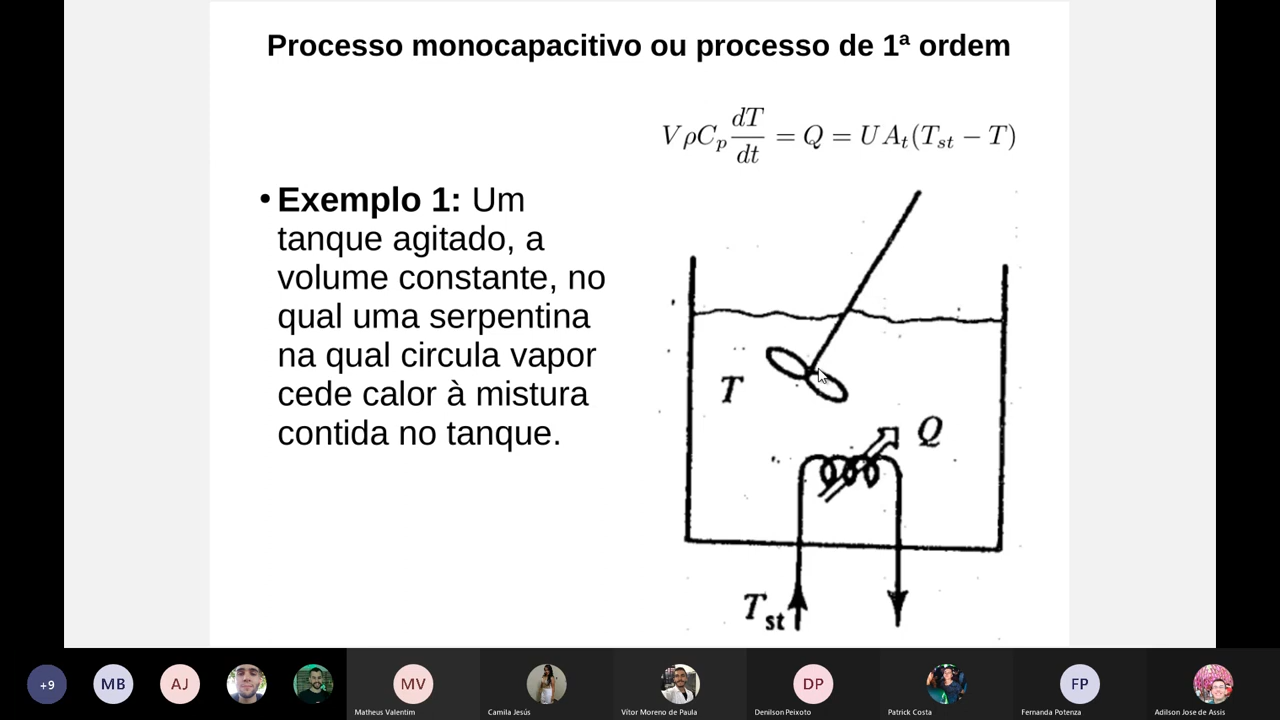 Processo monocapacitivo ou processo de 1ª ordem
VρC_p dT/dt = Q = UA_t(T_st − T)
• Exemplo 1: Um
tanque agitado, a
volume constante, no
qual uma serpentina
na qual circula vapor
cede calor à mistura
contida no tanque.
T
Q
T_st
+9
MB
AJ
MV
DP
FP
Matheus Valentim
Camila Jesús
Vítor Moreno de Paula
Denilson Peixoto
Patrick Costa
Fernanda Potenza
Adilson Jose de Assis